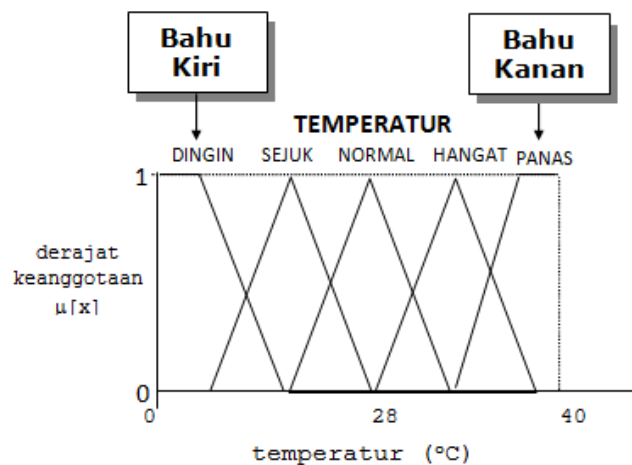 Bahu
Kiri
Bahu
Kanan
TEMPERATUR
DINGIN SEJUK NORMAL HANGAT PANAS
1
derajat
keanggotaan
μ[x]
0
0 28 40
temperatur (°C)